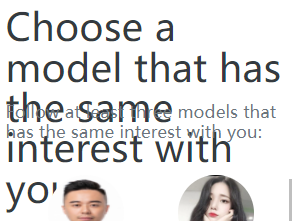 Choose a
model that has
the same
Follow at least three models that
has the same interest with you:
interest with
you